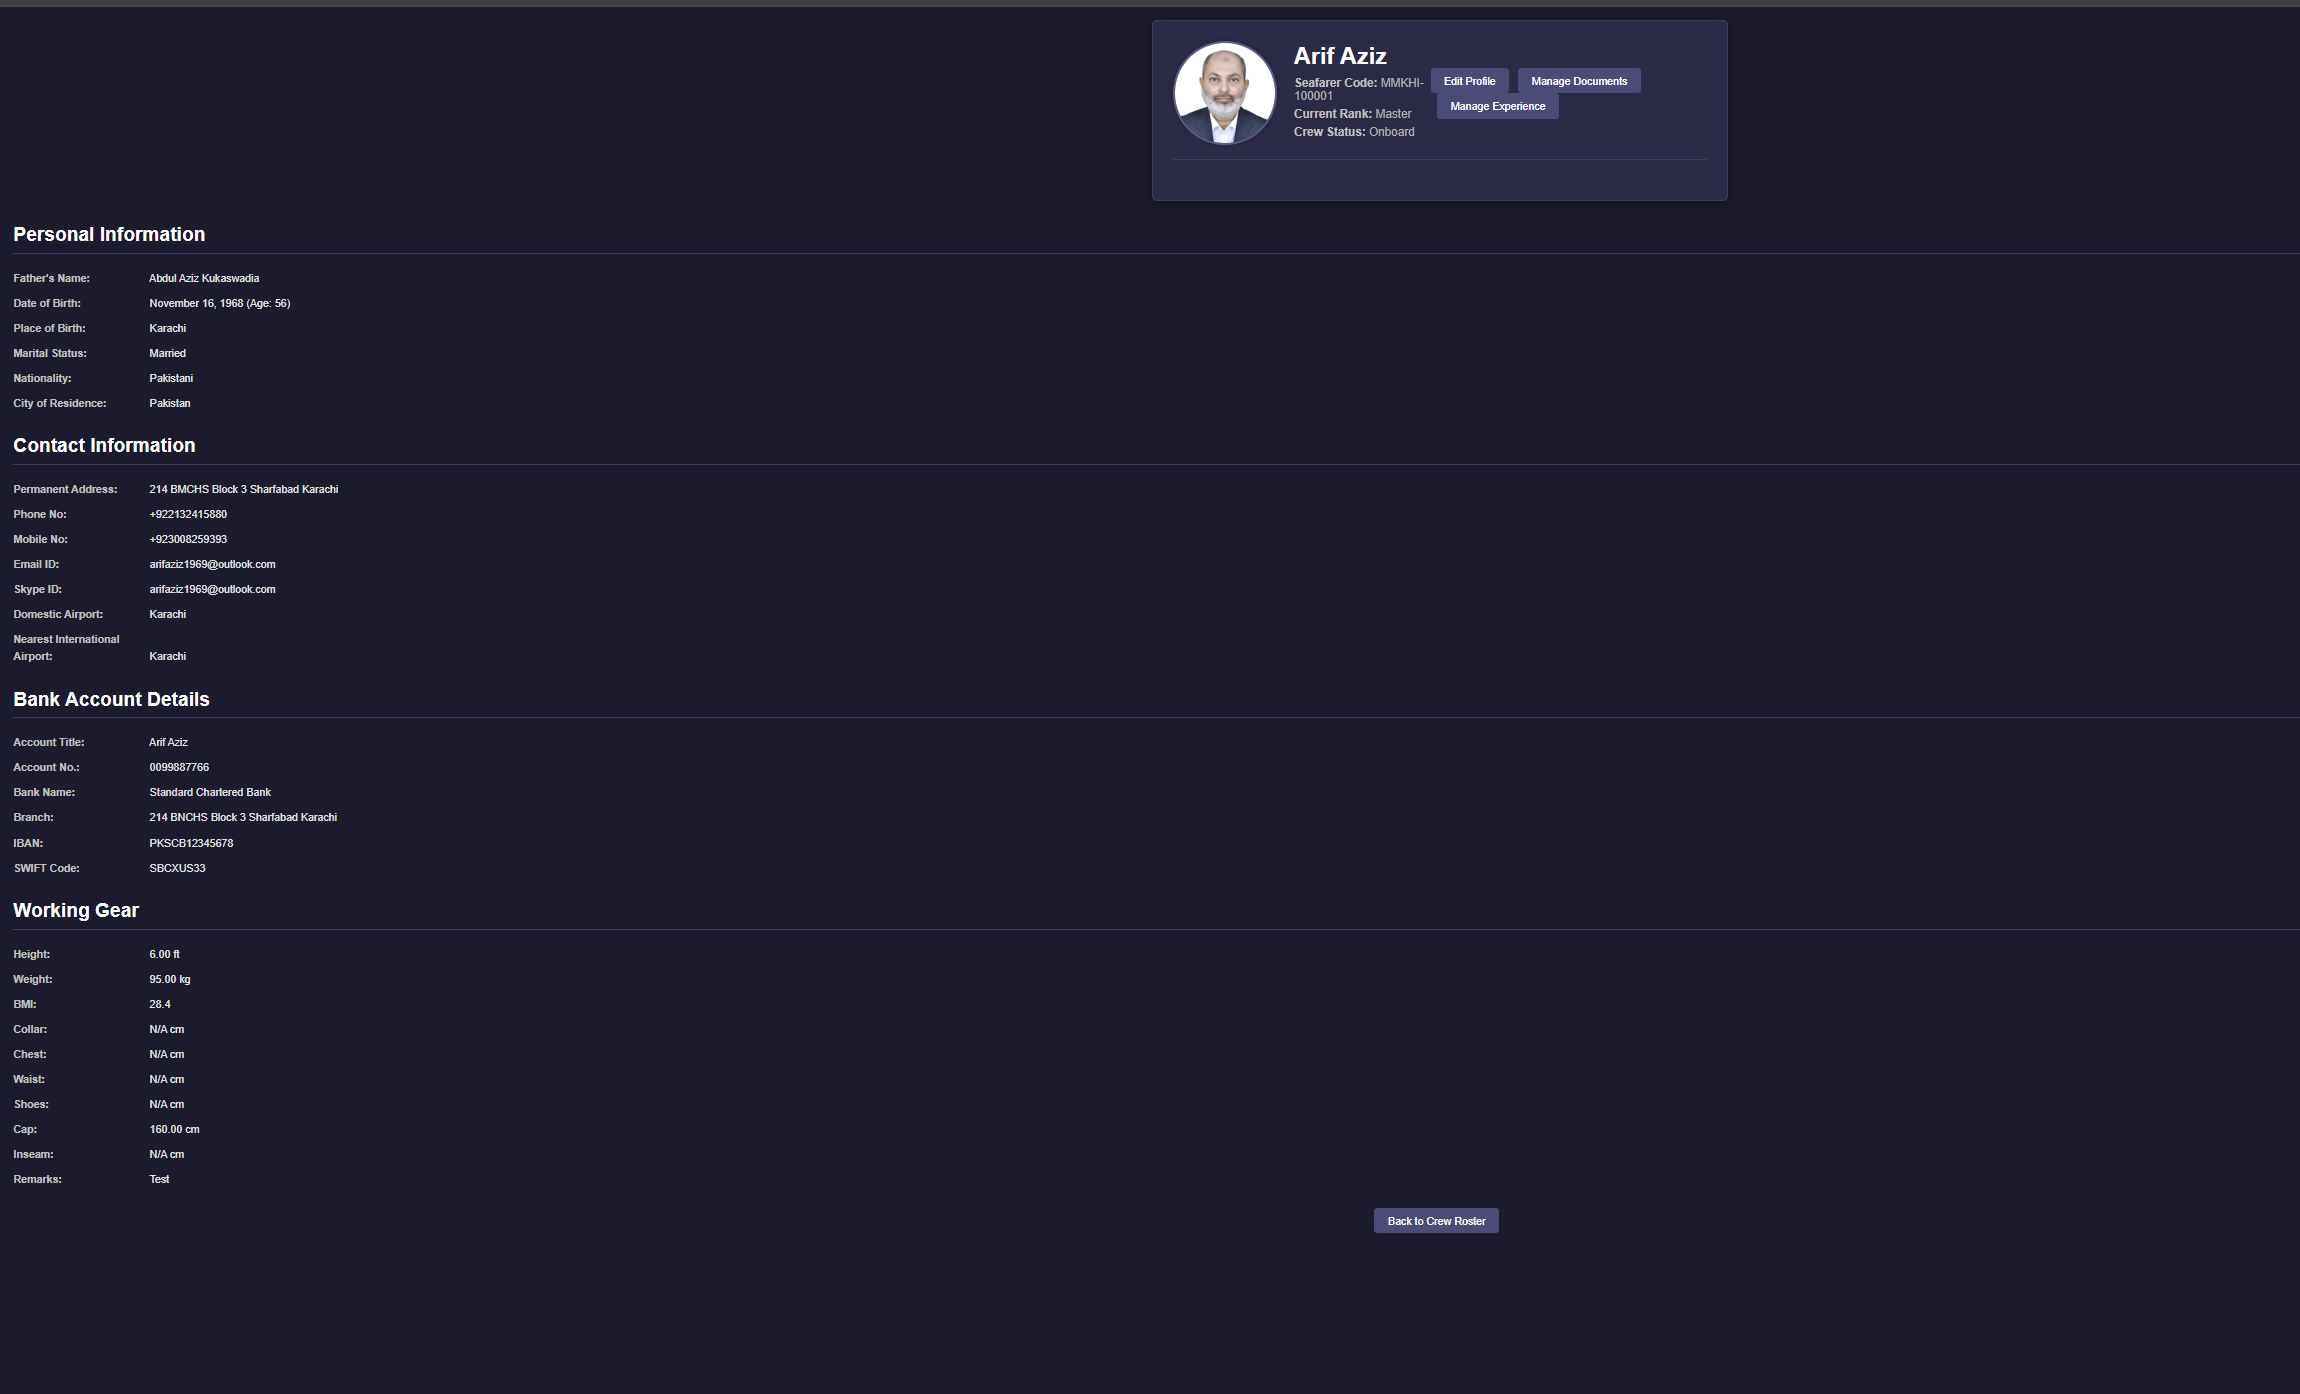 Arif Aziz
Seafarer Code: MMKHI-
100001
Current Rank: Master
Crew Status: Onboard
Edit Profile
Manage Documents
Manage Experience
Personal Information
Father's Name: Abdul Aziz Kukaswadia
Date of Birth: November 16, 1968 (Age: 56)
Place of Birth: Karachi
Marital Status: Married
Nationality: Pakistani
City of Residence: Pakistan
Contact Information
Permanent Address: 214 BMCHS Block 3 Sharfabad Karachi
Phone No: +922132415880
Mobile No: +923008259393
Email ID: arifaziz1969@outlook.com
Skype ID: arifaziz1969@outlook.com
Domestic Airport: Karachi
Nearest International
Airport: Karachi
Bank Account Details
Account Title: Arif Aziz
Account No.: 0099887766
Bank Name: Standard Chartered Bank
Branch: 214 BNCHS Block 3 Sharfabad Karachi
IBAN: PKSCB12345678
SWIFT Code: SBCXUS33
Working Gear
Height: 6.00 ft
Weight: 95.00 kg
BMI: 28.4
Collar: N/A cm
Chest: N/A cm
Waist: N/A cm
Shoes: N/A cm
Cap: 160.00 cm
Inseam: N/A cm
Remarks: Test
Back to Crew Roster